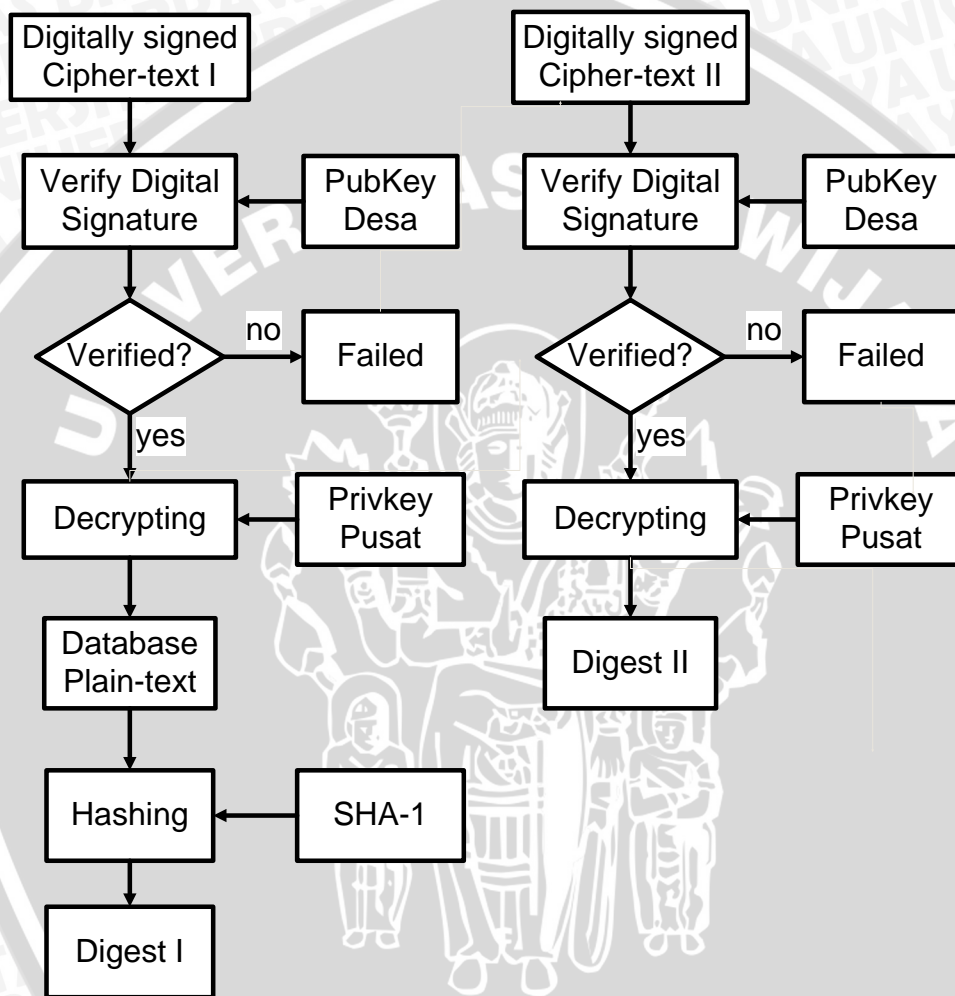 Digitally signed
Cipher-text I
Verify Digital
Signature
PubKey
Desa
Verified?
no
Failed
yes
Decrypting
Privkey
Pusat
Database
Plain-text
Hashing
SHA-1
Digest I
Digitally signed
Cipher-text II
Verify Digital
Signature
PubKey
Desa
Verified?
no
Failed
yes
Decrypting
Privkey
Pusat
Digest II